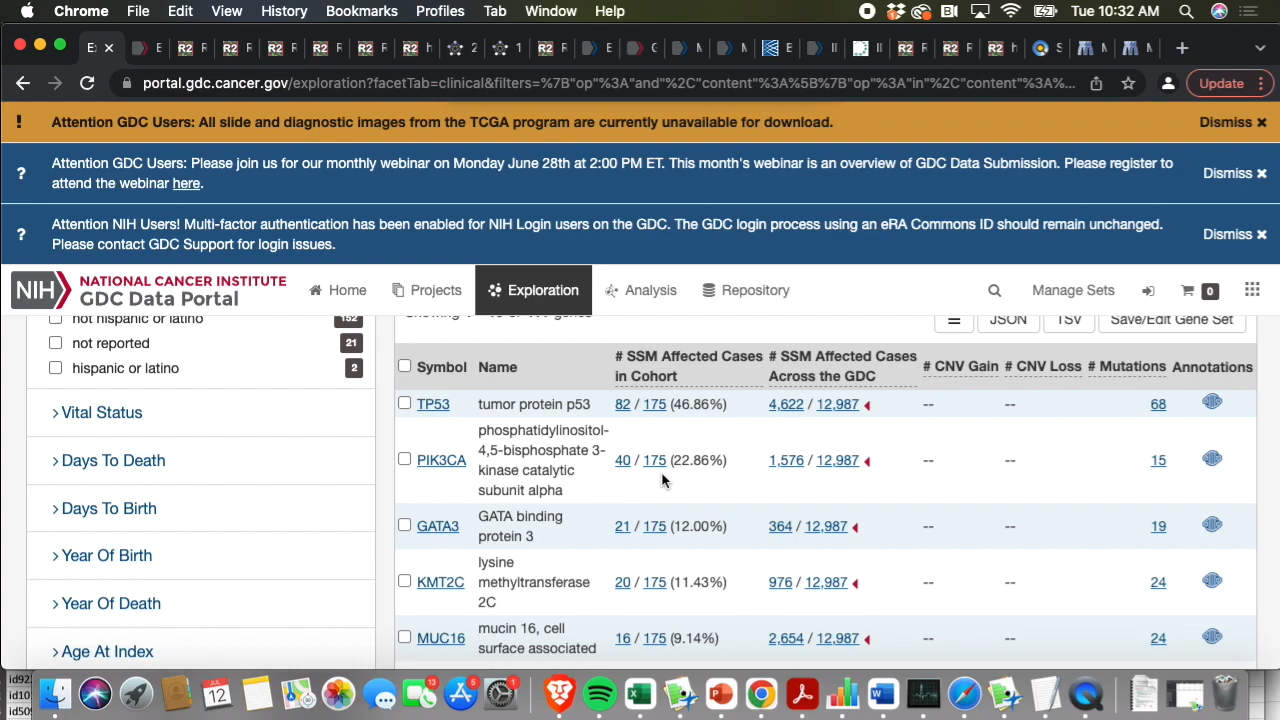 Chrome File Edit View History Bookmarks Profiles Tab Window Help Tue 10:32 AM
portal.gdc.cancer.gov/exploration?facetTab=clinical&filters=%7B"op"%3A"and"%2C"content"%3A%5B%7B"op"%3A"in"%2C"content"%3A%... Update
! Attention GDC Users: All slide and diagnostic images from the TCGA program are currently unavailable for download. Dismiss ×
? Attention GDC Users: Please join us for our monthly webinar on Monday June 28th at 2:00 PM ET. This month's webinar is an overview of GDC Data Submission. Please register to Dismiss ×
attend the webinar here.
? Attention NIH Users! Multi-factor authentication has been enabled for NIH Login users on the GDC. The GDC login process using an eRA Commons ID should remain unchanged. Dismiss ×
Please contact GDC Support for login issues.
NIH NATIONAL CANCER INSTITUTE
GDC Data Portal
Home Projects Exploration Analysis Repository Manage Sets 0
not hispanic or latino 152
JSON TSV Save/Edit Gene Set
not reported 21
hispanic or latino 2
Vital Status
Days To Death
Days To Birth
Year Of Birth
Year Of Death
Age At Index
Symbol Name # SSM Affected Cases in Cohort # SSM Affected Cases Across the GDC # CNV Gain # CNV Loss # Mutations Annotations
TP53 tumor protein p53 82 / 175 (46.86%) 4,622 / 12,987 -- -- 68
phosphatidylinositol-
4,5-bisphosphate 3-
PIK3CA kinase catalytic 40 / 175 (22.86%) 1,576 / 12,987 -- -- 15
subunit alpha
GATA3 GATA binding 21 / 175 (12.00%) 364 / 12,987 -- -- 19
protein 3
lysine
KMT2C methyltransferase 20 / 175 (11.43%) 976 / 12,987 -- -- 24
2C
MUC16 mucin 16, cell 16 / 175 (9.14%) 2,654 / 12,987 -- -- 24
surface associated